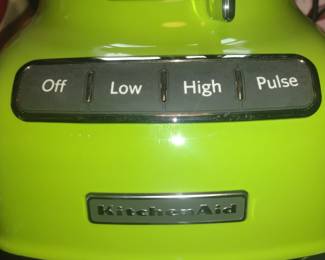 Off Low High Pulse
KitchenAid